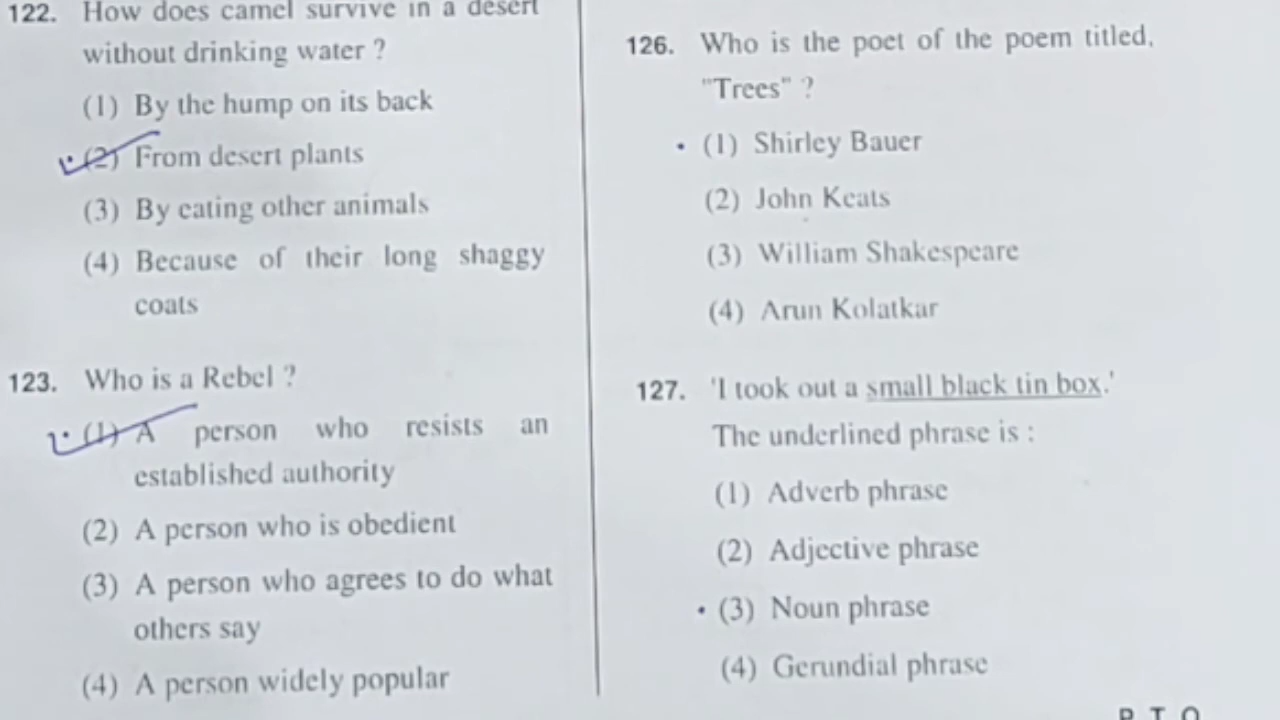 122. How does camel survive in a desert
without drinking water ?
(1) By the hump on its back
(2) From desert plants
(3) By eating other animals
(4) Because of their long shaggy
coats
123. Who is a Rebel ?
(1) A person who resists an
established authority
(2) A person who is obedient
(3) A person who agrees to do what
others say
(4) A person widely popular
126. Who is the poet of the poem titled,
"Trees" ?
(1) Shirley Bauer
(2) John Keats
(3) William Shakespeare
(4) Arun Kolatkar
127. 'I took out a small black tin box.'
The underlined phrase is :
(1) Adverb phrase
(2) Adjective phrase
(3) Noun phrase
(4) Gerundial phrase
P. T. O.